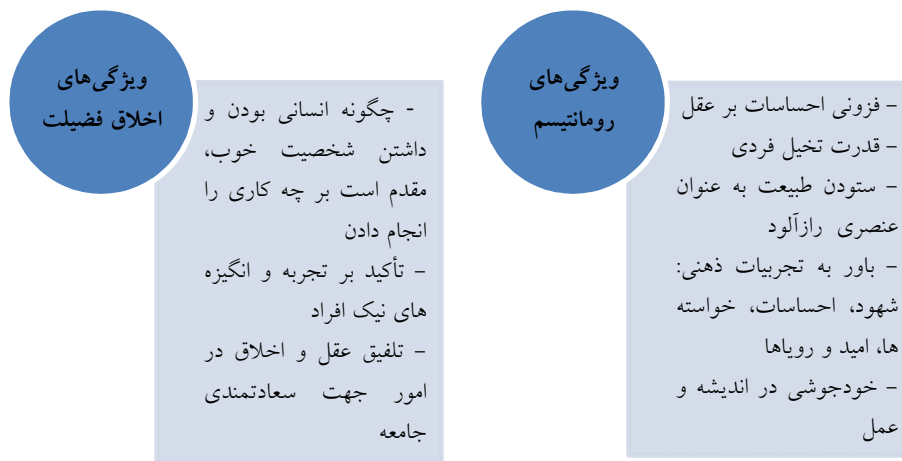 ویژگی‌های
رومانتیسم
– فزونی احساسات بر عقل
– قدرت تخیل فردی
– ستودن طبیعت به عنوان
عنصری رازآلود
– باور به تجربیات ذهنی:
شهود، احساسات، خواسته
ها، امید و رویاها
– خودجوشی در اندیشه و
عمل
ویژگی‌های
اخلاق فضیلت
- چگونه انسانی بودن و
داشتن شخصیت خوب،
مقدم است بر چه کاری را
انجام دادن
– تأکید بر تجربه و انگیزه
های نیک افراد
– تلفیق عقل و اخلاق در
امور جهت سعادتمندی
جامعه